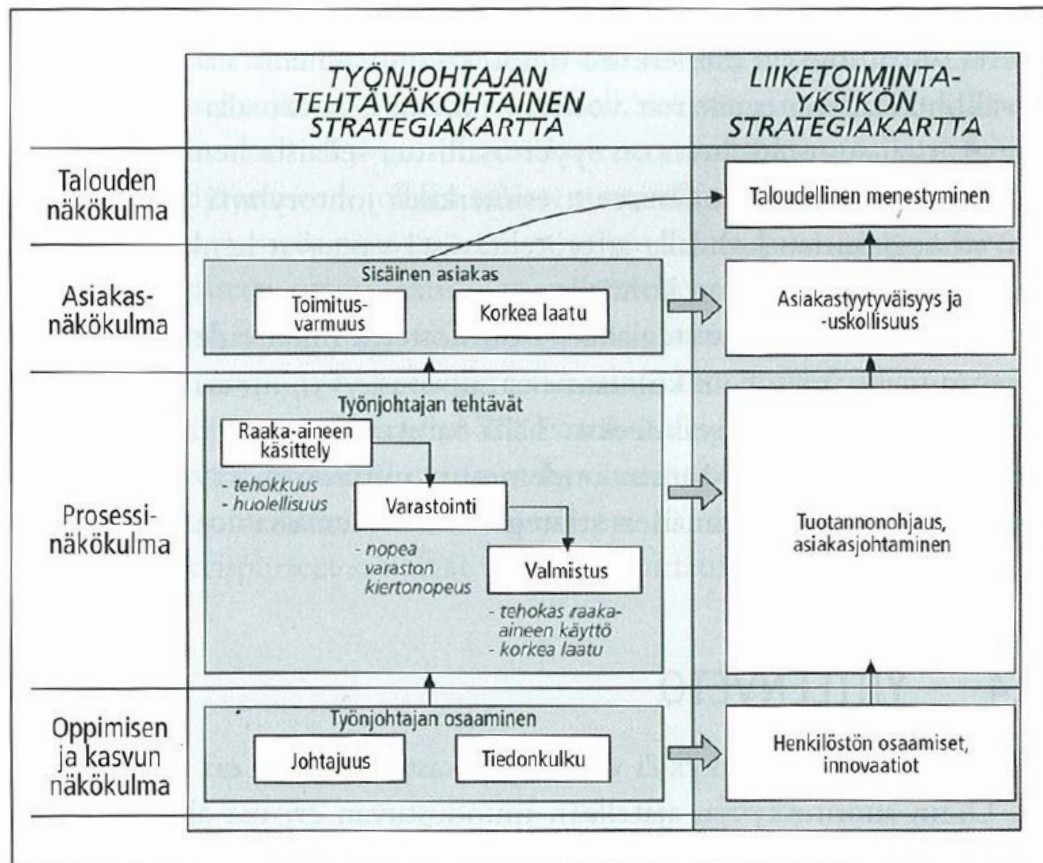 TYÖNJOHTAJAN
TEHTÄVÄKOHTAINEN
STRATEGIAKARTTA
LIIKETOIMINTA-
YKSIKÖN
STRATEGIAKARTTA
Talouden
näkökulma
Taloudellinen menestyminen
Asiakas-
näkökulma
Sisäinen asiakas
Toimitus-
varmuus
Korkea laatu
Asiakastyytyväisyys ja
-uskollisuus
Prosessi-
näkökulma
Työnjohtajan tehtävät
Raaka-aineen
käsittely
- tehokkuus
- huolellisuus
Varastointi
- nopea
varaston
kiertonopeus
Valmistus
- tehokas raaka-
aineen käyttö
- korkea laatu
Tuotannonohjaus,
asiakasjohtaminen
Oppimisen
ja kasvun
näkökulma
Työnjohtajan osaaminen
Johtajuus
Tiedonkulku
Henkilöstön osaamiset,
innovaatiot